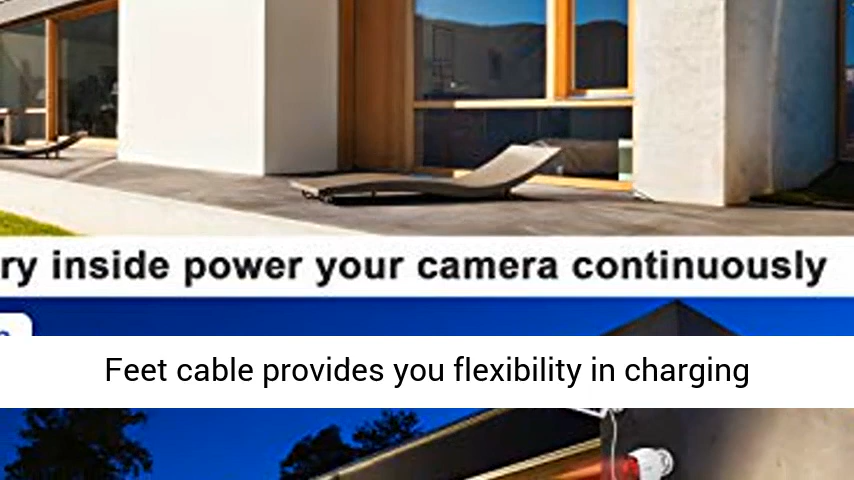 ry inside power your camera continuously
Feet cable provides you flexibility in charging